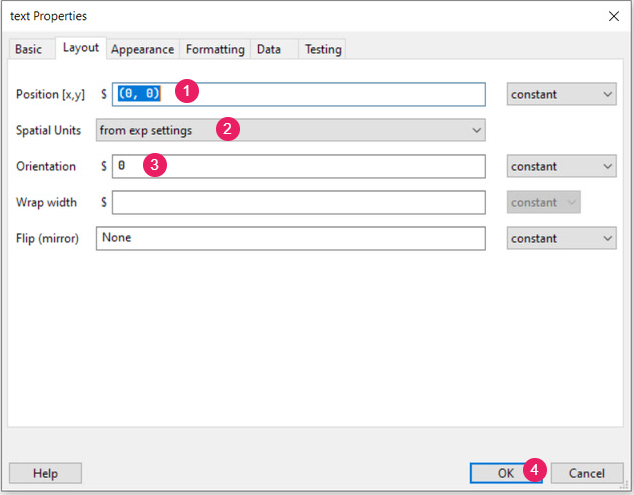 text Properties
Basic Layout Appearance Formatting Data Testing
Position [x,y] $ (0, 0) 1 constant
Spatial Units from exp settings 2
Orientation $ 0 3 constant
Wrap width $ constant
Flip (mirror) None constant
Help OK 4 Cancel